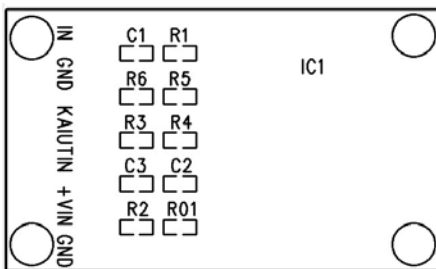 IN GND KAIUTIN +VIN GND
C1 R1
R6 R5
R3 R4
C3 C2
R2 R01
IC1